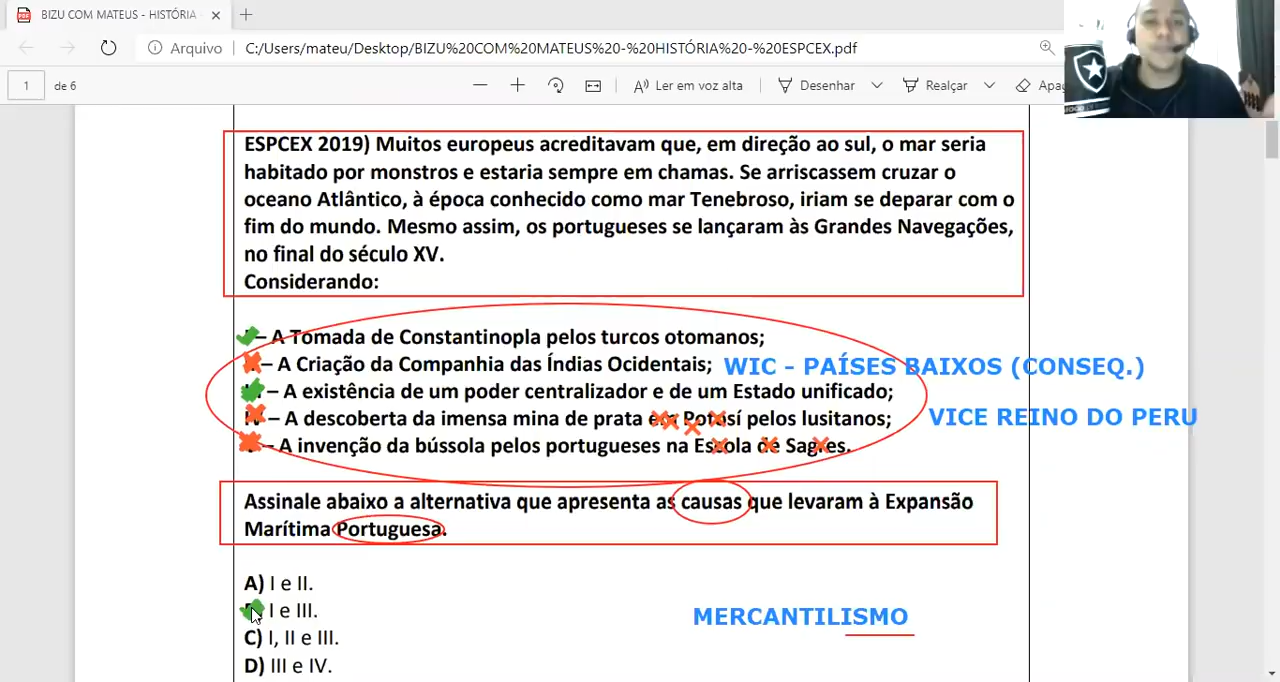 BIZU COM MATEUS - HISTÓRIA
Arquivo C:/Users/mateu/Desktop/BIZU%20COM%20MATEUS%20-%20HISTÓRIA%20-%20ESPCEX.pdf
1 de 6 Ler em voz alta Desenhar Realçar Apag
ESPCEX 2019) Muitos europeus acreditavam que, em direção ao sul, o mar seria
habitado por monstros e estaria sempre em chamas. Se arriscassem cruzar o
oceano Atlântico, à época conhecido como mar Tenebroso, iriam se deparar com o
fim do mundo. Mesmo assim, os portugueses se lançaram às Grandes Navegações,
no final do século XV.
Considerando:
– A Tomada de Constantinopla pelos turcos otomanos;
– A Criação da Companhia das Índias Ocidentais; WIC - PAÍSES BAIXOS (CONSEQ.)
– A existência de um poder centralizador e de um Estado unificado;
– A descoberta da imensa mina de prata em Potosí pelos lusitanos; VICE REINO DO PERU
– A invenção da bússola pelos portugueses na Escola de Sagres.
Assinale abaixo a alternativa que apresenta as causas que levaram à Expansão
Marítima Portuguesa.
A) I e II.
I e III.
MERCANTILISMO
C) I, II e III.
D) III e IV.